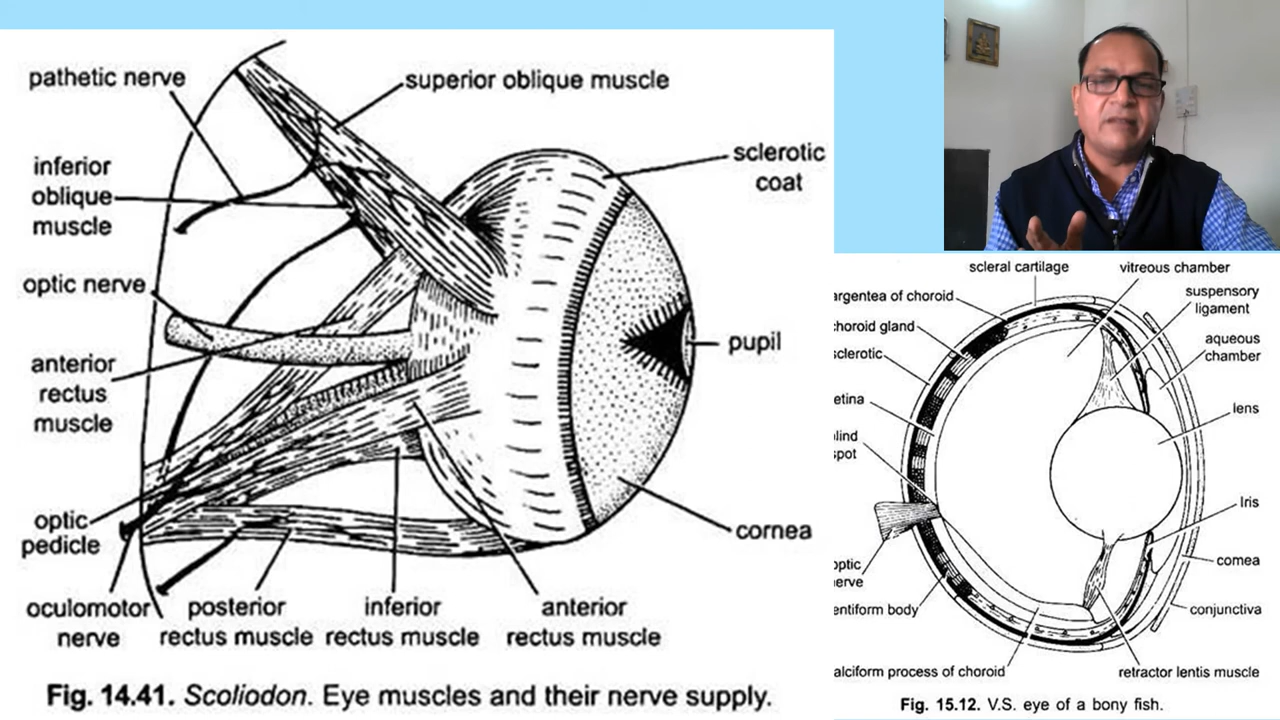 pathetic nerve
superior oblique muscle
inferior
oblique
muscle
sclerotic
coat
optic nerve
anterior
rectus
muscle
pupil
optic
pedicle
cornea
oculomotor
nerve
posterior
rectus muscle
inferior
rectus muscle
anterior
rectus muscle
Fig. 14.41. Scoliodon. Eye muscles and their nerve supply.
scleral cartilage
vitreous chamber
argentea of choroid
suspensory
ligament
choroid gland
aqueous
chamber
sclerotic
etina
lens
lind
spot
Iris
optic
nerve
cornea
entiform body
conjunctiva
alciform process of choroid
retractor lentis muscle
Fig. 15.12. V.S. eye of a bony fish.